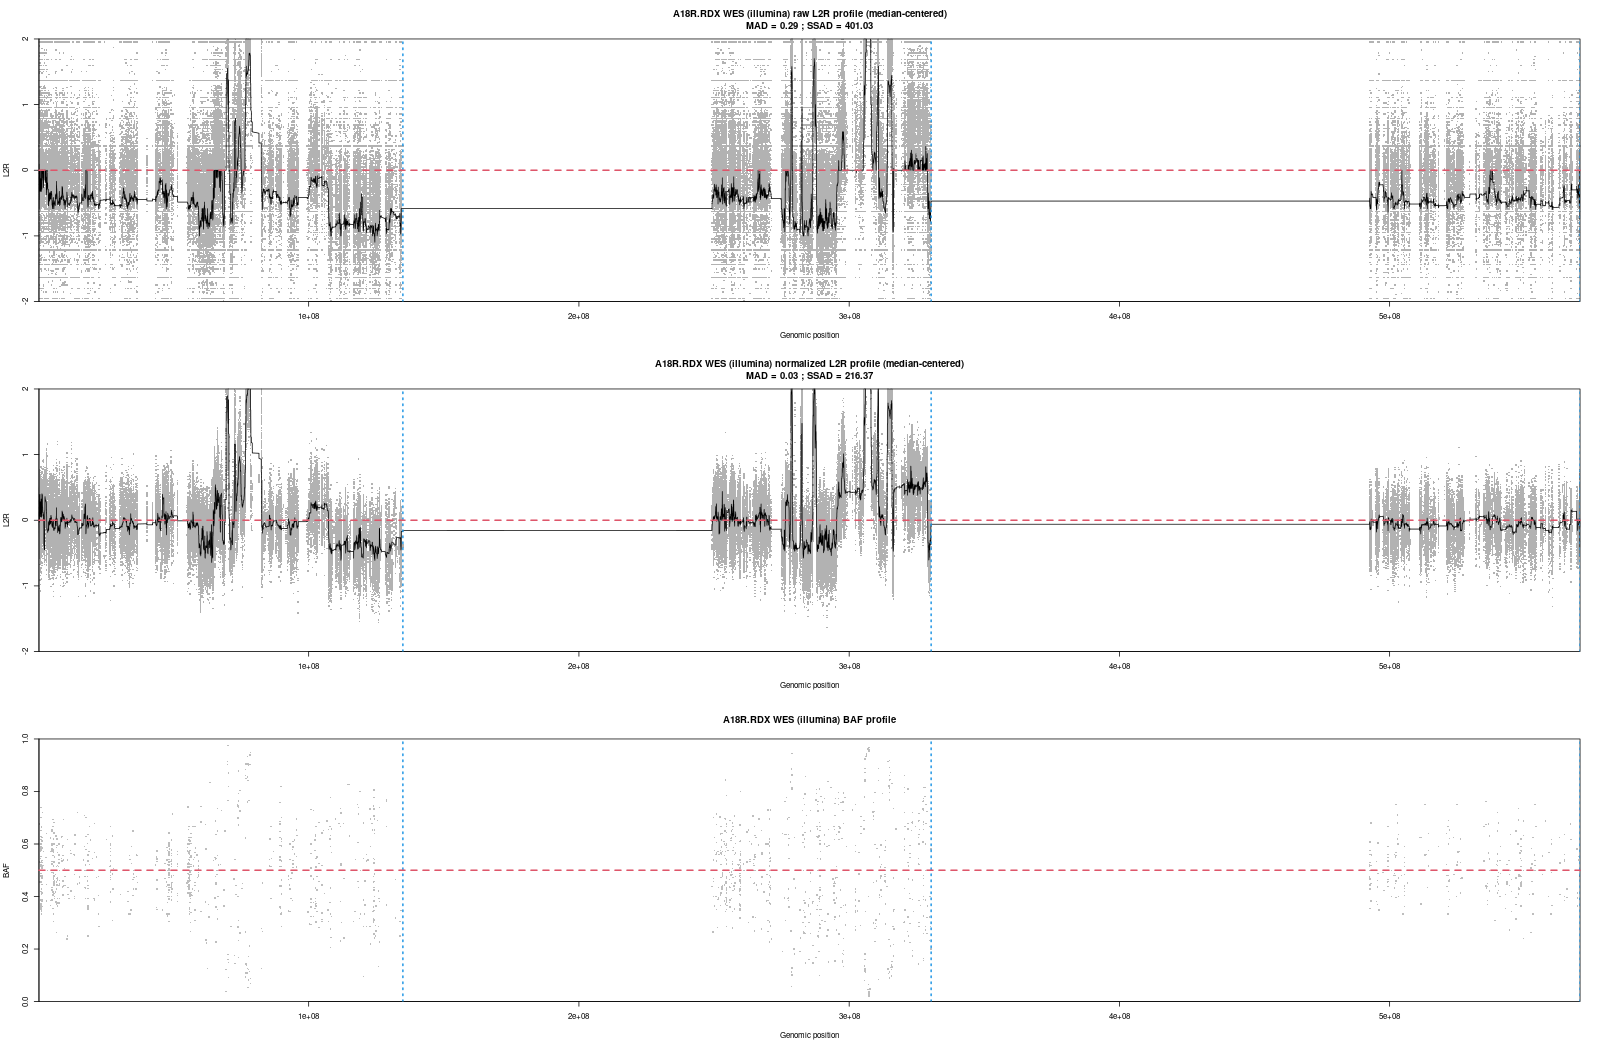 A18R.RDX WES (illumina) raw L2R profile (median-centered)
MAD = 0.29 ; SSAD = 401.03
2
1
0
-1
-2
L2R
1e+08 2e+08 3e+08 4e+08 5e+08
Genomic position
A18R.RDX WES (illumina) normalized L2R profile (median-centered)
MAD = 0.03 ; SSAD = 216.37
2
1
0
-1
-2
L2R
1e+08 2e+08 3e+08 4e+08 5e+08
Genomic position
A18R.RDX WES (illumina) BAF profile
1.0
0.8
0.6
0.4
0.2
0.0
BAF
1e+08 2e+08 3e+08 4e+08 5e+08
Genomic position